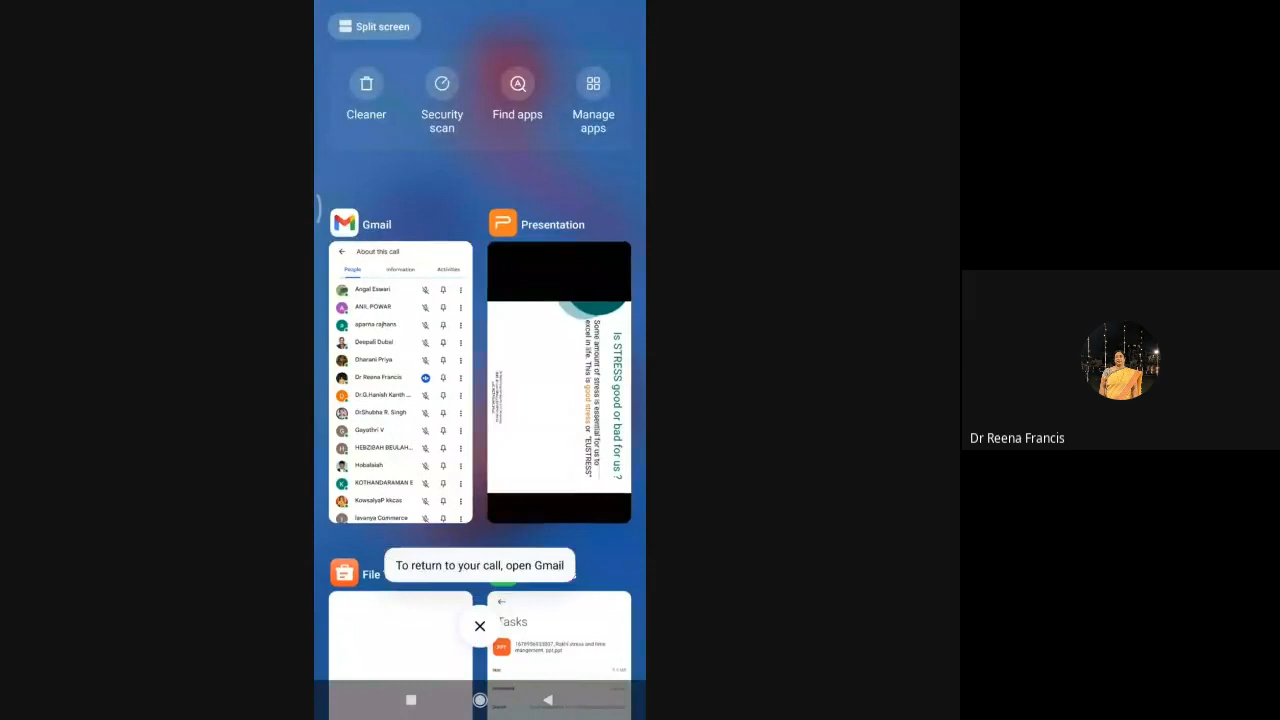 Split screen
Cleaner
Security
scan
Find apps
Manage
apps
Gmail
Presentation
About this call
People
Information
Activities
Angal Eswari
ANIL POWAR
aparna rajhans
Deepali Dubal
Dharani Priya
Dr Reena Francis
Dr.G.Hanish Kanth ...
Dr.Shubha R. Singh
Gayathri V
HEBZIBAH BEULAH...
Hobalaiah
KOTHANDARAMAN E
KowsalyaP kkcas
lavanya Commerce
Is STRESS good or bad for us ?
Some amount of stress is essential for us to
excel in life. This is good stress or "EUSTRESS"
To return to your call, open Gmail
File
Tasks
PPT
Dr Reena Francis